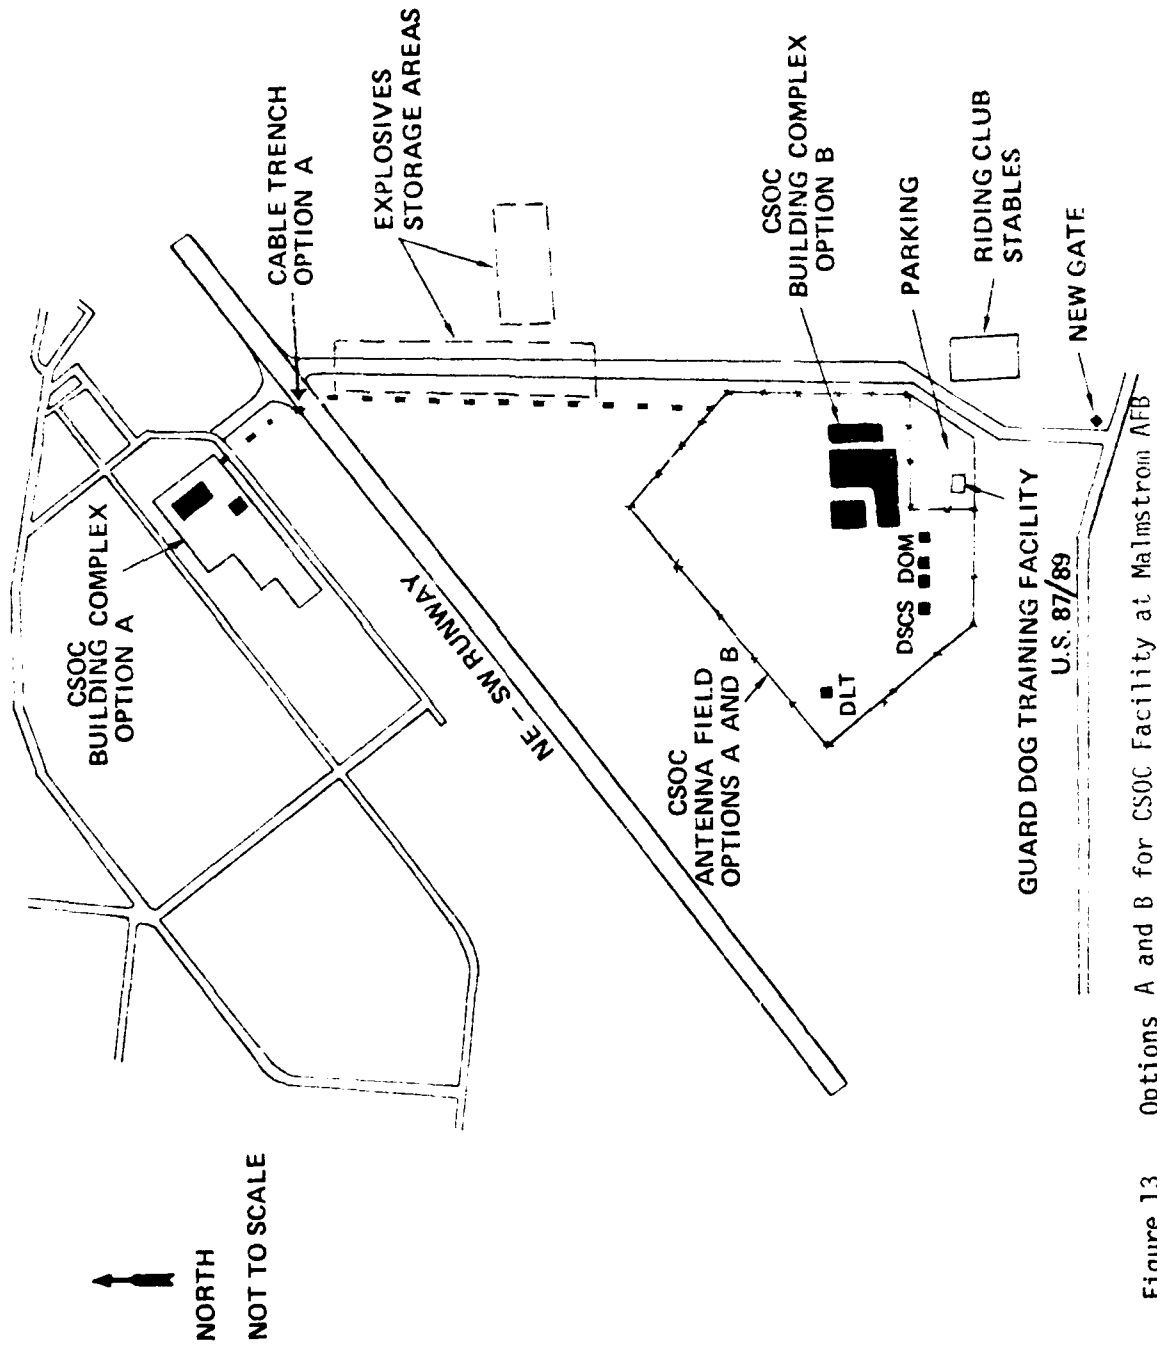 CSOC
BUILDING COMPLEX
OPTION A
CABLE TRENCH
OPTION A
EXPLOSIVES
STORAGE AREAS
NE – SW RUNWAY
CSOC
ANTENNA FIELD
OPTIONS A AND B
CSOC
BUILDING COMPLEX
OPTION B
PARKING
RIDING CLUB
STABLES
NEW GATE
DLT
DSCS
DOM
GUARD DOG TRAINING FACILITY
U.S. 87/89
NORTH
NOT TO SCALE
Figure 13 Options A and B for CSOC Facility at Malmstrom AFB